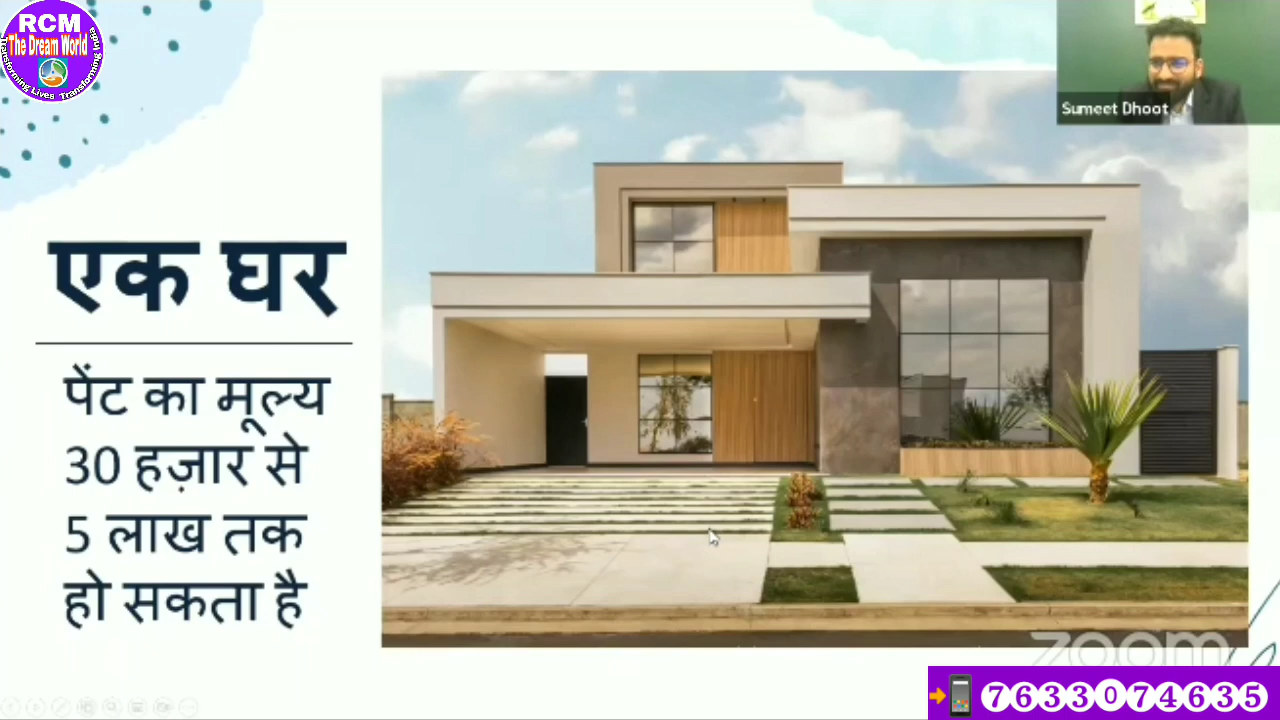 RCM
The Dream World
Transforming Lives Transforming India
Sumeet Dhoot
एक घर
पेंट का मूल्य
30 हज़ार से
5 लाख तक
हो सकता है
zoom
7633074635